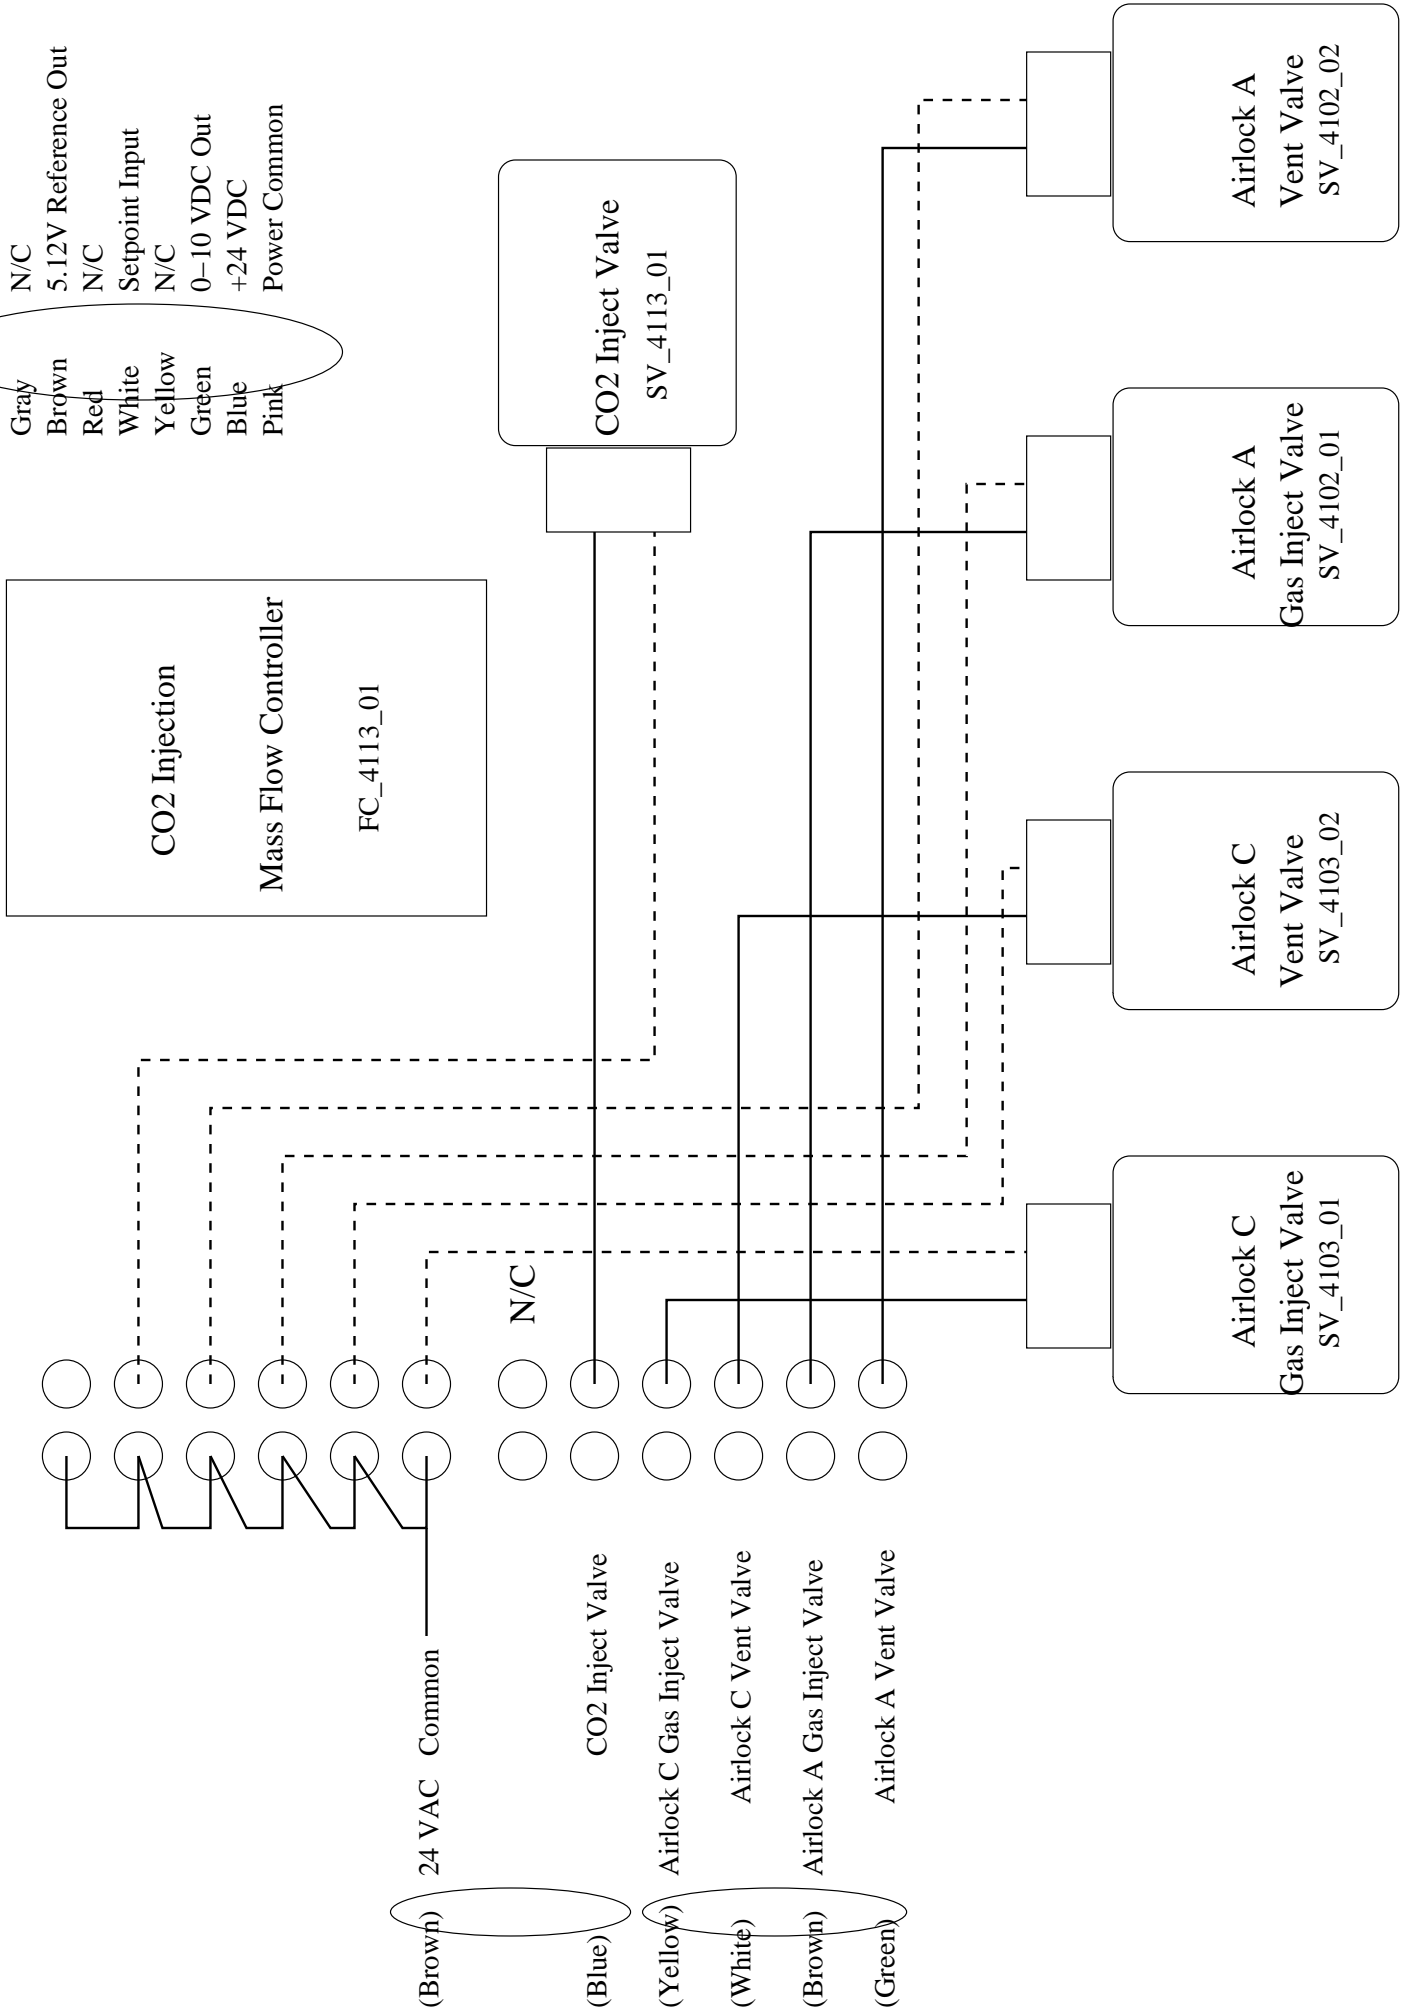 Gray N/C
Brown 5.12V Reference Out
Red N/C
White Setpoint Input
Yellow N/C
Green 0–10 VDC Out
Blue +24 VDC
Pink Power Common
CO2 Injection
Mass Flow Controller
FC_4113_01
CO2 Inject Valve
SV_4113_01
(Brown) 24 VAC Common
N/C
(Blue) CO2 Inject Valve
(Yellow) Airlock C Gas Inject Valve
(White) Airlock C Vent Valve
(Brown) Airlock A Gas Inject Valve
(Green) Airlock A Vent Valve
Airlock C
Gas Inject Valve
SV_4103_01
Airlock C
Vent Valve
SV_4103_02
Airlock A
Gas Inject Valve
SV_4102_01
Airlock A
Vent Valve
SV_4102_02